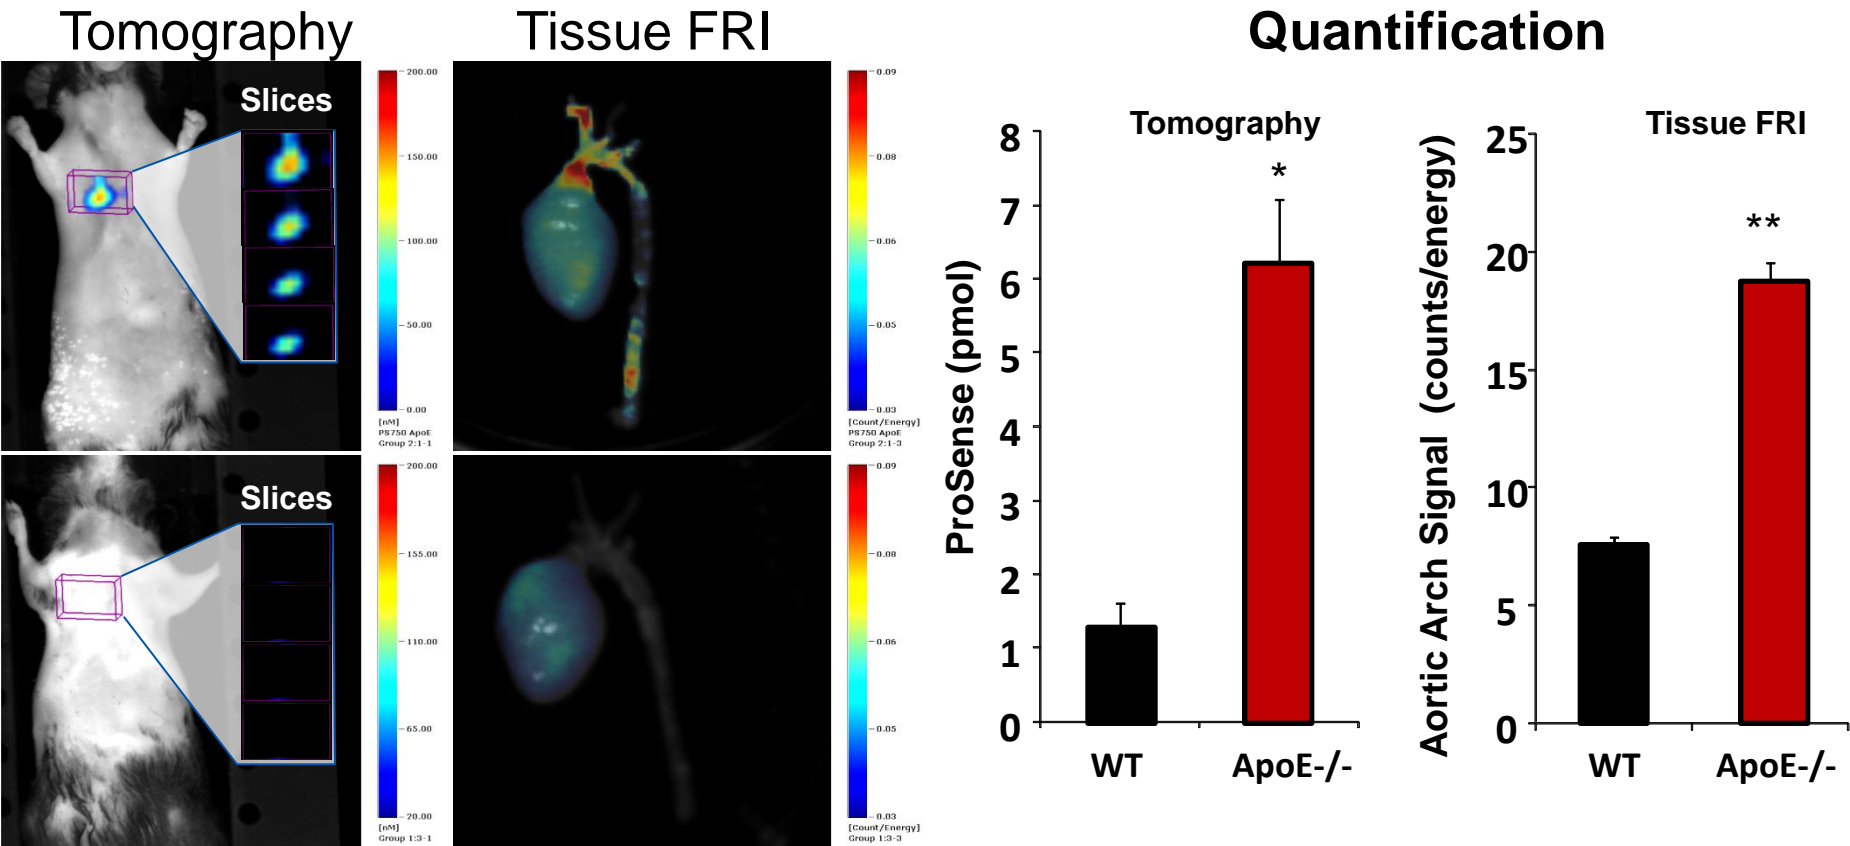 Tomography
Tissue FRI
Quantification
Slices
200.00
150.00
100.00
50.00
0.00
[nM]
PS750 ApoE
Group 2:1-1
0.09
0.08
0.06
0.05
0.03
[Count/Energy]
PS750 ApoE
Group 2:1-3
Slices
200.00
155.00
110.00
65.00
20.00
[nM]
Group 1:3-1
0.09
0.08
0.06
0.05
0.03
[Count/Energy]
Group 1:3-3
Tomography
ProSense (pmol)
8
7
6
5
4
3
2
1
0
*
WT
ApoE-/-
Tissue FRI
Aortic Arch Signal (counts/energy)
25
20
15
10
5
0
**
WT
ApoE-/-